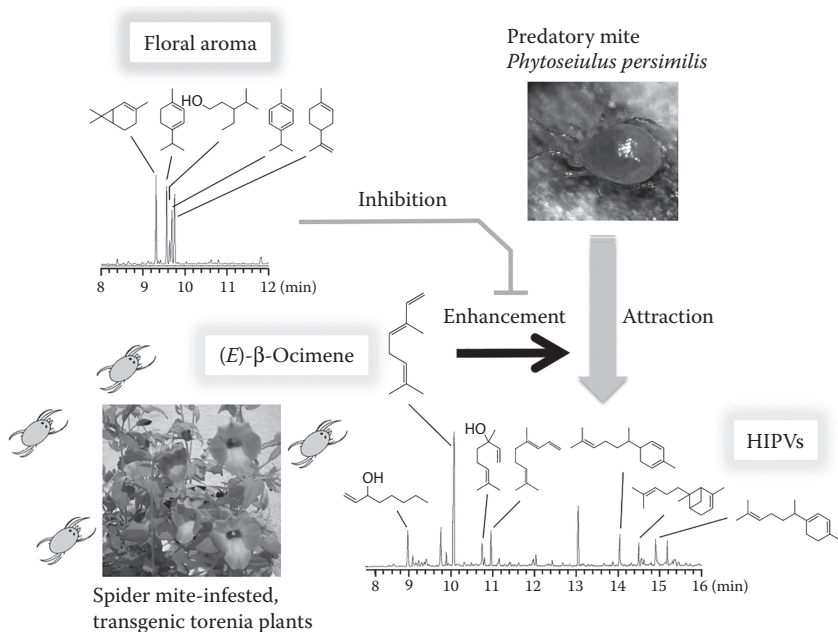 Floral aroma
Predatory mite
Phytoseiulus persimilis
HO
Inhibition
8 9 10 11 12 (min)
Enhancement
Attraction
(E)-β-Ocimene
HIPVs
HO
OH
8 9 10 11 12 13 14 15 16 (min)
Spider mite-infested,
transgenic torenia plants